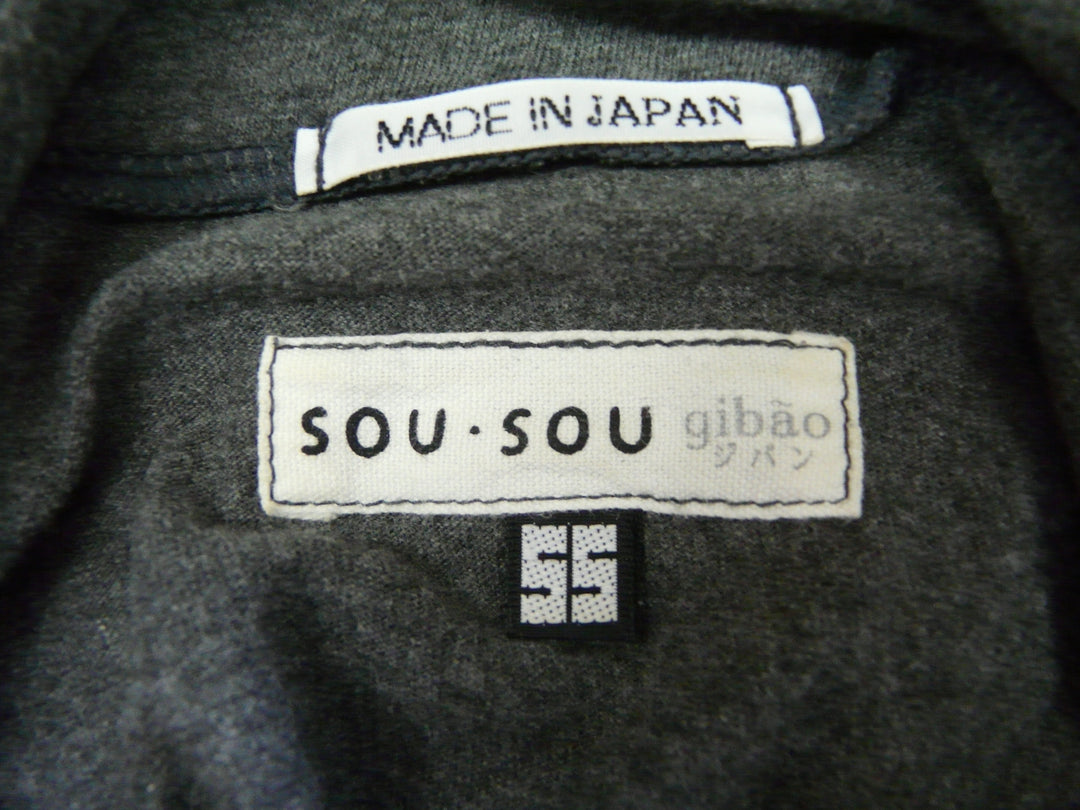 MADE IN JAPAN
SOU・SOU gibão
ジバン
SS